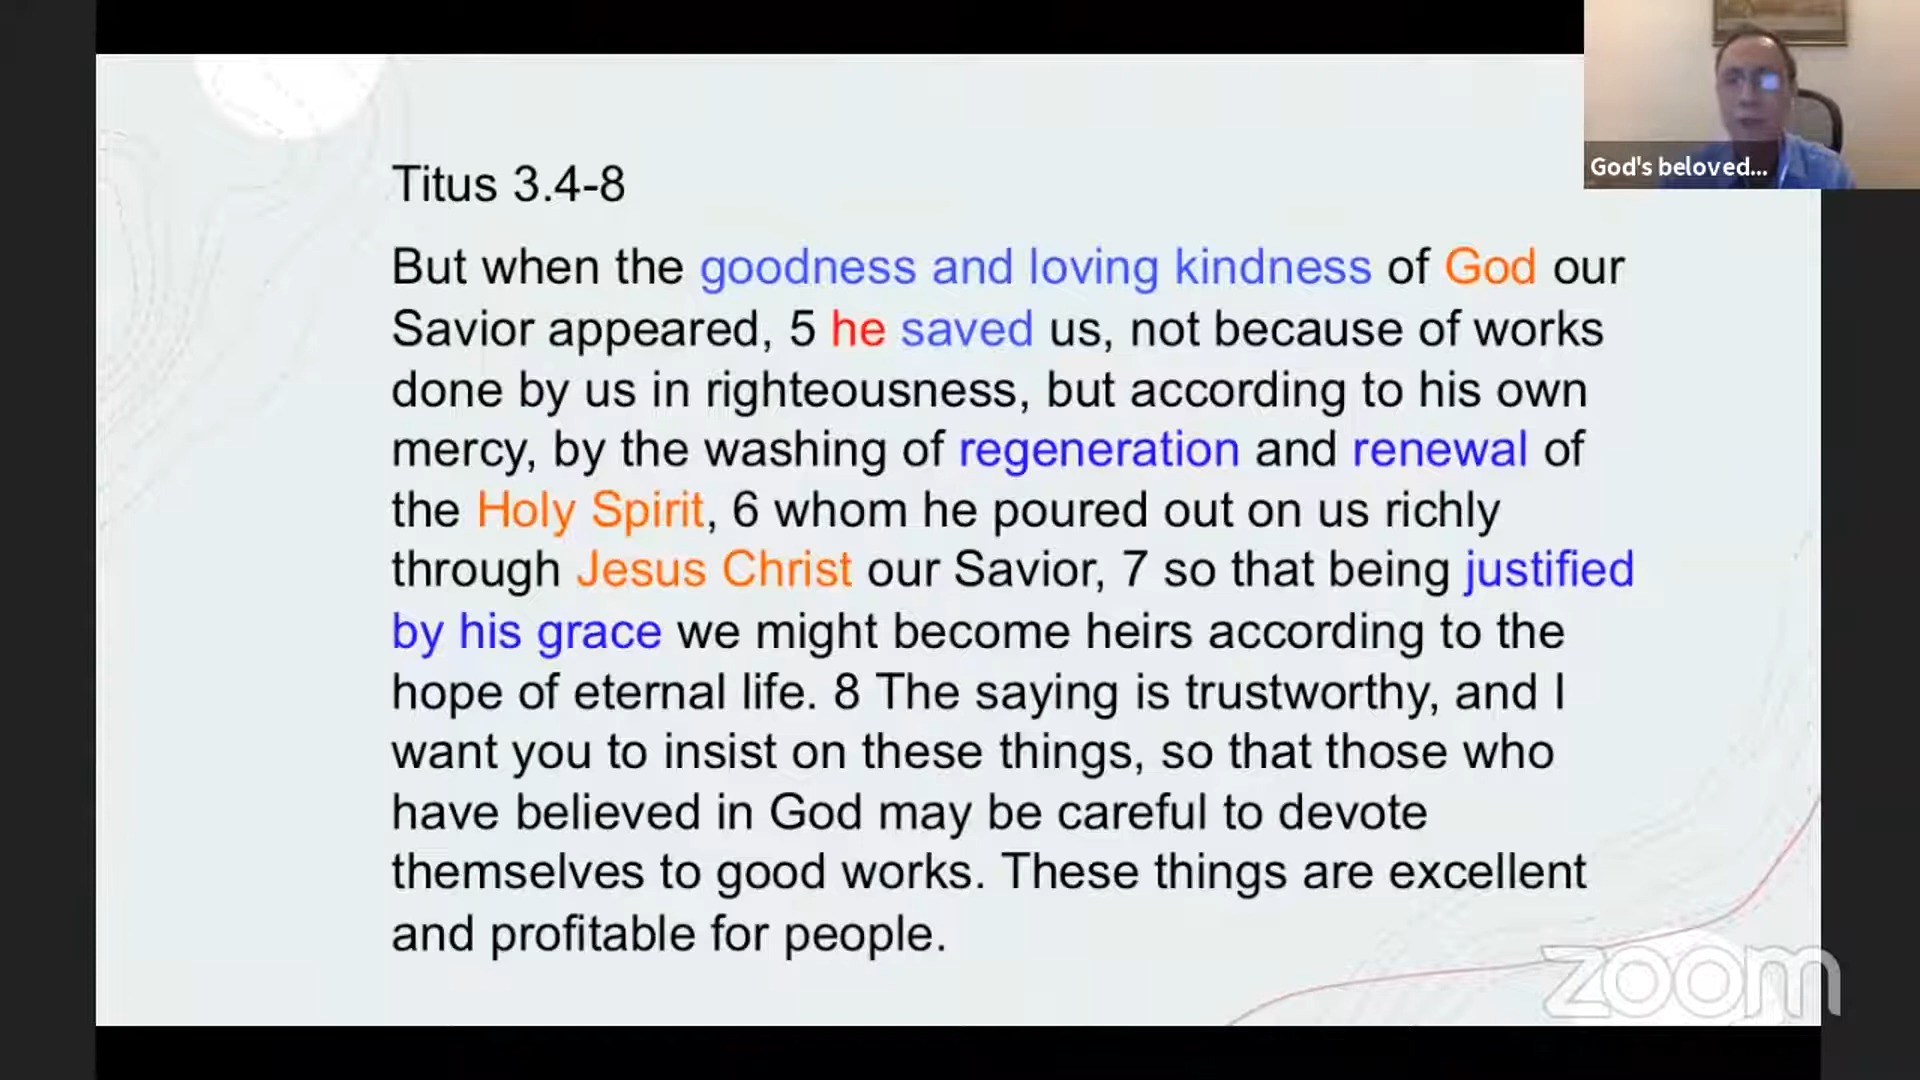 God's beloved...
Titus 3.4-8
But when the goodness and loving kindness of God our
Savior appeared, 5 he saved us, not because of works
done by us in righteousness, but according to his own
mercy, by the washing of regeneration and renewal of
the Holy Spirit, 6 whom he poured out on us richly
through Jesus Christ our Savior, 7 so that being justified
by his grace we might become heirs according to the
hope of eternal life. 8 The saying is trustworthy, and I
want you to insist on these things, so that those who
have believed in God may be careful to devote
themselves to good works. These things are excellent
and profitable for people.
zoom